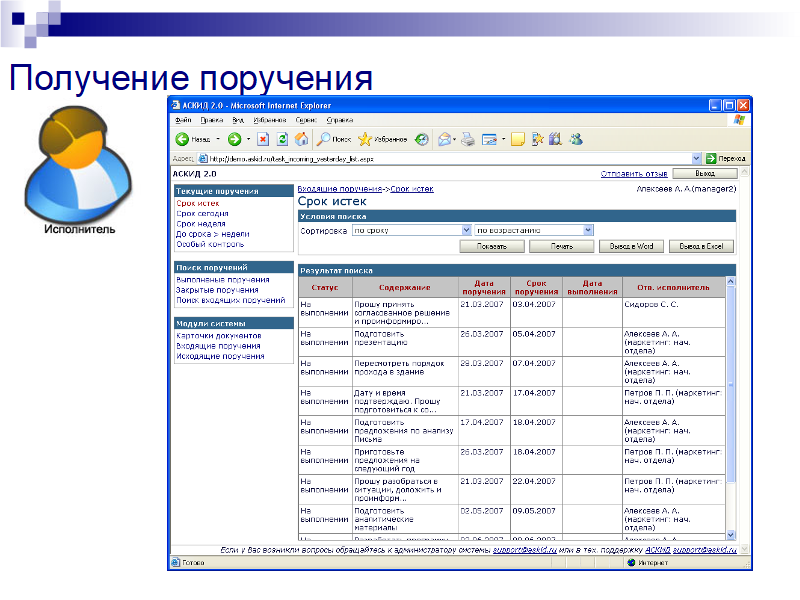 Получение поручения
Исполнитель
АСКИД 2.0 - Microsoft Internet Explorer
Файл Правка Вид Избранное Сервис Справка
Назад Поиск Избранное
Адрес: http://demo.askid.ru/task_incoming_yastarday_list.aspx Переход
АСКИД 2.0
Отправить отзыв Выход
Текущие поручения
Срок истек
Срок сегодня
Срок неделя
До срока > недели
Особый контроль
Поиск поручений
Выполненые поручения
Закрытые поручения
Поиск входящих поручений
Модули системы
Карточки документов
Входящие поручения
Исходящие поручения
Входящие поручения->Срок истек Алексеев А. А (manager2)
Срок истек
Условия поиска
Сортировка по сроку по возрастанию
Показать Печать Вывод в Word Вывод в Excel
Результат поиска
Статус Содержание Дата поручения Срок поручения Дата выполнения Отв. исполнитель
На выполнении Прошу принять согласованное решение и проинформиро... 21.03.2007 03.04.2007 Сидоров С. С.
На выполнении Подготовить презентацию 26.03.2007 05.04.2007 Алексеев А. А. (маркетинг: нач. отдела)
На выполнении Пересмотреть порядок прохода в здание 28.03.2007 07.04.2007 Алексеев А. А. (маркетинг: нач. отдела)
На выполнении Дату и время подтверждаю. Прошу подготовиться к со... 21.03.2007 17.04.2007 Петров П. П. (маркетинг: нач. отдела)
На выполнении Подготовить предложения по анализу Письма 17.04.2007 18.04.2007 Алексеев А. А. (маркетинг: нач. отдела)
На выполнении Приготовьте предложения на следующий год 26.03.2007 18.04.2007 Петров П. П. (маркетинг: нач. отдела)
На выполнении Прошу разобраться в ситуации, доложить и проинформ... 21.03.2007 22.04.2007 Петров П. П. (маркетинг: нач. отдела)
На выполнении Подготовить аналитические материалы 02.05.2007 09.05.2007 Алексеев А. А. (маркетинг: нач. отдела)
Если у Вас возникли вопросы обращайтесь к администратору системы support@askid.ru или в тех. поддержку АСКИД support@askid.ru
Готово Интернет